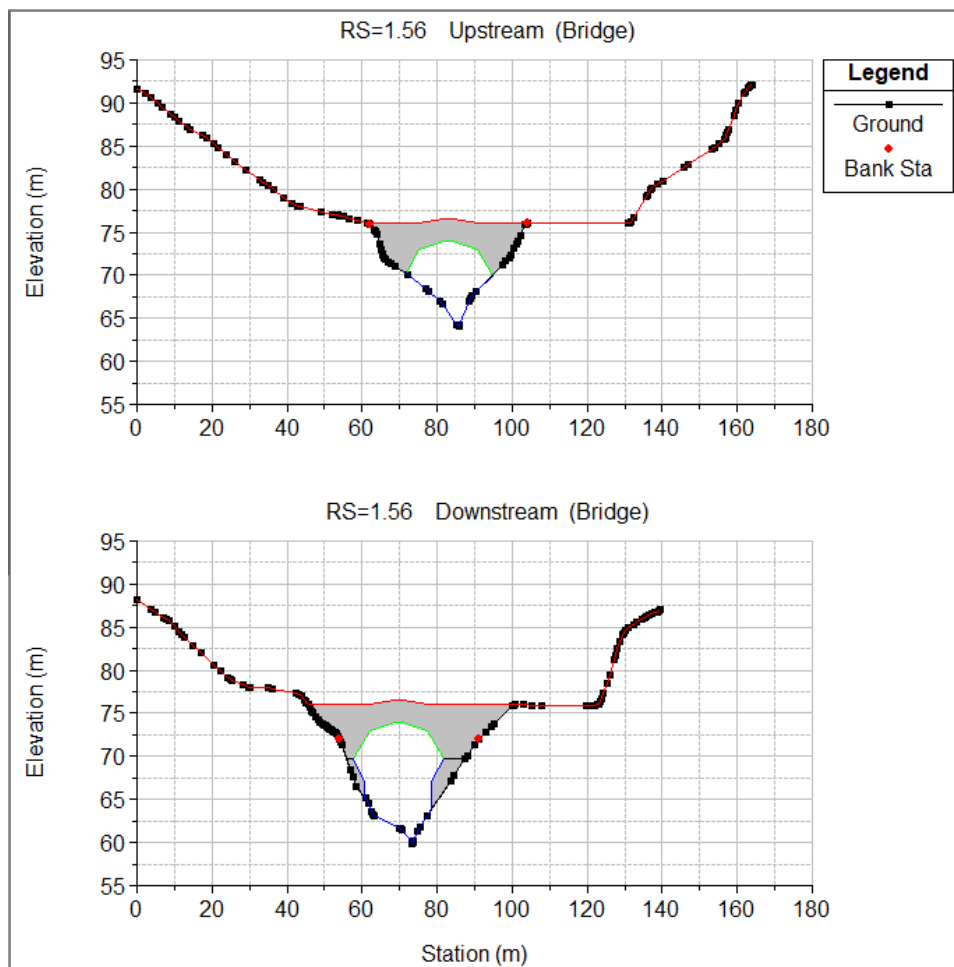 RS=1.56 Upstream (Bridge)
Legend
Ground
Bank Sta
Elevation (m)
95
90
85
80
75
70
65
60
55
0 20 40 60 80 100 120 140 160 180
RS=1.56 Downstream (Bridge)
Elevation (m)
95
90
85
80
75
70
65
60
55
0 20 40 60 80 100 120 140 160 180
Station (m)